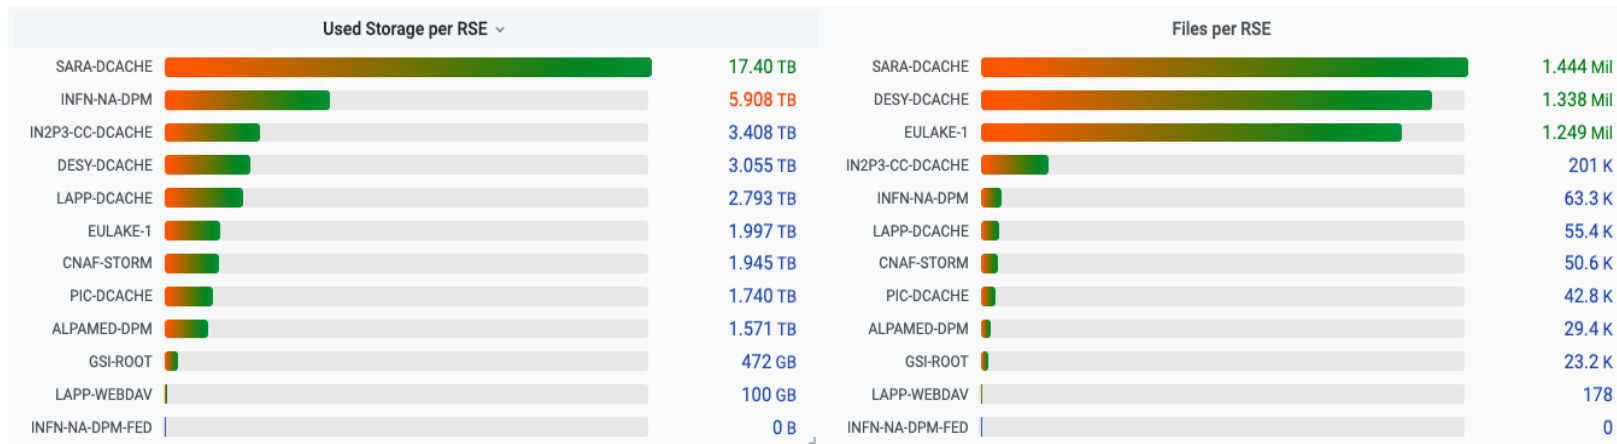 Used Storage per RSE
SARA-DCACHE 17.40 TB
INFN-NA-DPM 5.908 TB
IN2P3-CC-DCACHE 3.408 TB
DESY-DCACHE 3.055 TB
LAPP-DCACHE 2.793 TB
EULAKE-1 1.997 TB
CNAF-STORM 1.945 TB
PIC-DCACHE 1.740 TB
ALPAMED-DPM 1.571 TB
GSI-ROOT 472 GB
LAPP-WEBDAV 100 GB
INFN-NA-DPM-FED 0 B
Files per RSE
SARA-DCACHE 1.444 Mil
DESY-DCACHE 1.338 Mil
EULAKE-1 1.249 Mil
IN2P3-CC-DCACHE 201 K
INFN-NA-DPM 63.3 K
LAPP-DCACHE 55.4 K
CNAF-STORM 50.6 K
PIC-DCACHE 42.8 K
ALPAMED-DPM 29.4 K
GSI-ROOT 23.2 K
LAPP-WEBDAV 178
INFN-NA-DPM-FED 0